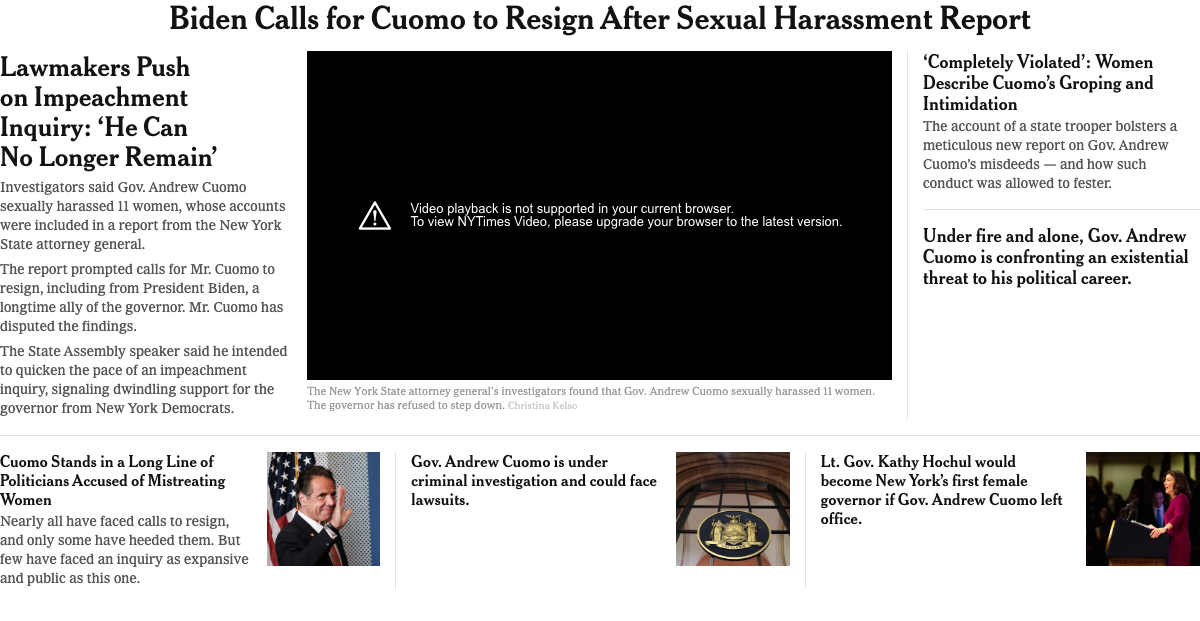 Biden Calls for Cuomo to Resign After Sexual Harassment Report
Lawmakers Push
on Impeachment
Inquiry: ‘He Can
No Longer Remain’
Investigators said Gov. Andrew Cuomo
sexually harassed 11 women, whose accounts
were included in a report from the New York
State attorney general.
The report prompted calls for Mr. Cuomo to
resign, including from President Biden, a
longtime ally of the governor. Mr. Cuomo has
disputed the findings.
The State Assembly speaker said he intended
to quicken the pace of an impeachment
inquiry, signaling dwindling support for the
governor from New York Democrats.
Video playback is not supported in your current browser.
To view NYTimes Video, please upgrade your browser to the latest version.
The New York State attorney general’s investigators found that Gov. Andrew Cuomo sexually harassed 11 women.
The governor has refused to step down. Christina Kelso
‘Completely Violated’: Women
Describe Cuomo’s Groping and
Intimidation
The account of a state trooper bolsters a
meticulous new report on Gov. Andrew
Cuomo’s misdeeds — and how such
conduct was allowed to fester.
Under fire and alone, Gov. Andrew
Cuomo is confronting an existential
threat to his political career.
Cuomo Stands in a Long Line of
Politicians Accused of Mistreating
Women
Nearly all have faced calls to resign,
and only some have heeded them. But
few have faced an inquiry as expansive
and public as this one.
Gov. Andrew Cuomo is under
criminal investigation and could face
lawsuits.
Lt. Gov. Kathy Hochul would
become New York’s first female
governor if Gov. Andrew Cuomo left
office.